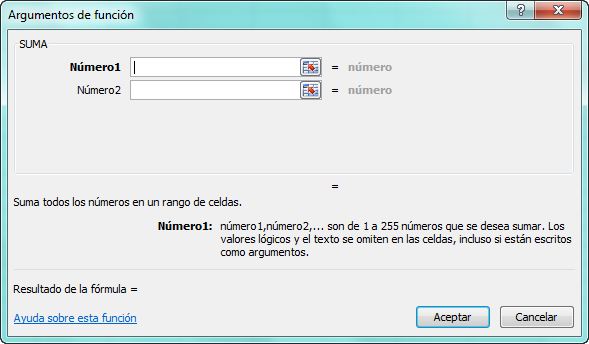 Argumentos de función
SUMA
Número1 = número
Número2 = número
=
Suma todos los números en un rango de celdas.
Número1: número1,número2,... son de 1 a 255 números que se desea sumar. Los
valores lógicos y el texto se omiten en las celdas, incluso si están escritos
como argumentos.
Resultado de la fórmula =
Ayuda sobre esta función
Aceptar
Cancelar